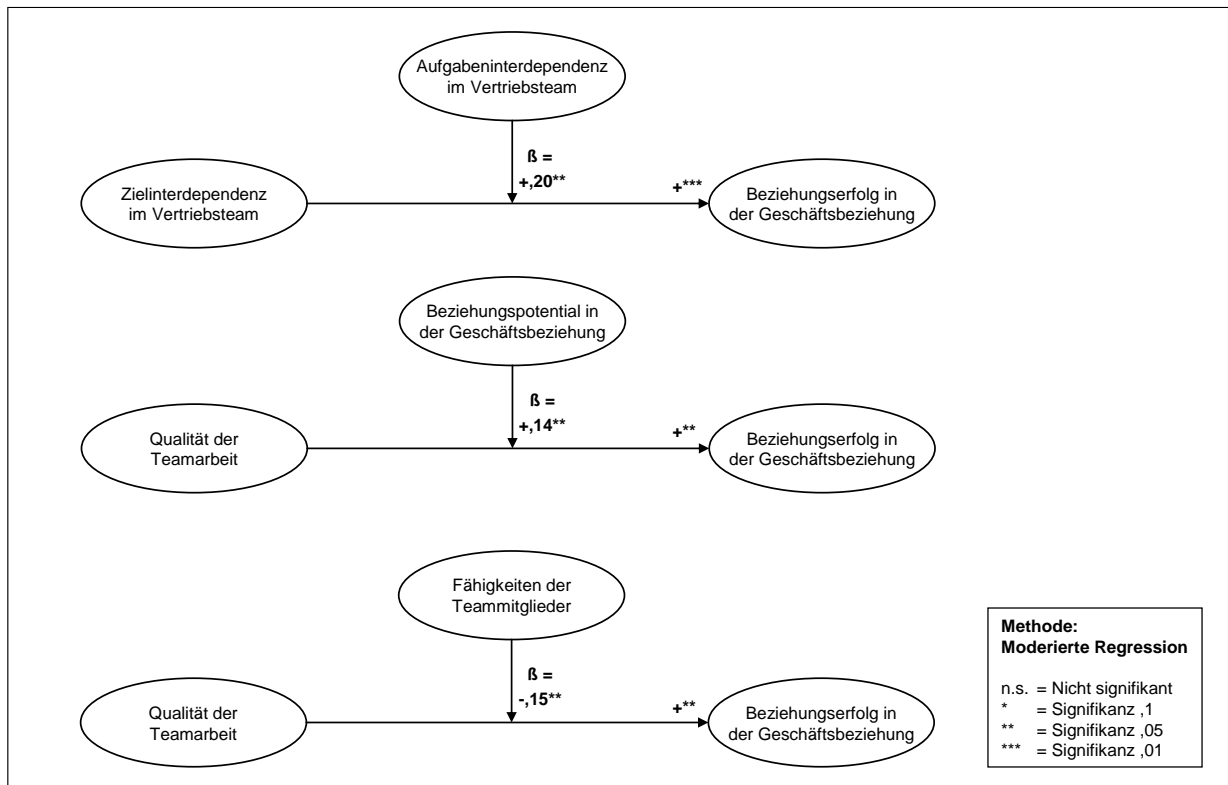 Aufgabeninterdependenz
im Vertriebsteam
ß =
+,20**
+***
Zielinterdependenz
im Vertriebsteam
Beziehungserfolg in
der Geschäftsbeziehung
Beziehungspotential in
der Geschäftsbeziehung
ß =
+,14**
+**
Qualität der
Teamarbeit
Beziehungserfolg in
der Geschäftsbeziehung
Fähigkeiten der
Teammitglieder
ß =
-,15**
+**
Qualität der
Teamarbeit
Beziehungserfolg in
der Geschäftsbeziehung
Methode:
Moderierte Regression
n.s. = Nicht signifikant
* = Signifikanz ,1
** = Signifikanz ,05
*** = Signifikanz ,01